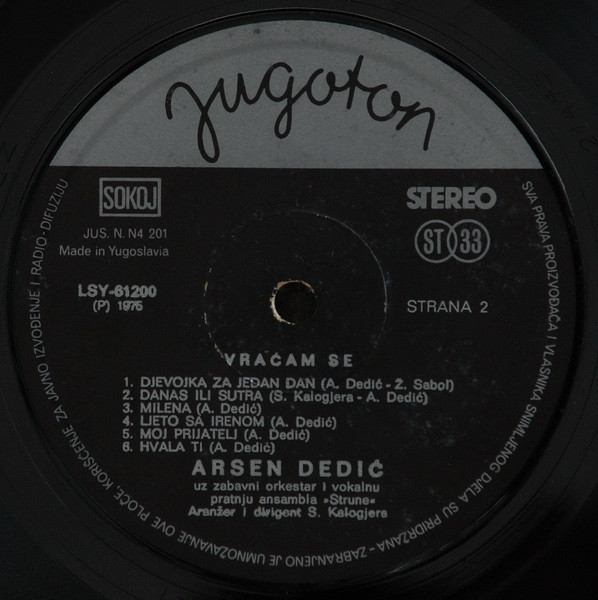 jugoton
SOKOJ
STEREO
JUS. N. N4 201
Made in Yugoslavia
ST 33
LSY-61200
(P) 1975
STRANA 2
VRAĆAM SE
1. DJEVOJKA ZA JEDAN DAN (A. Dedić - Ž. Sabol)
2. DANAS ILI SUTRA (S. Kalogjera - A. Dedić)
3. MILENA (A. Dedić)
4. LJETO SA IRENOM (A. Dedić)
5. MOJ PRIJATELJ (A. Dedić)
6. HVALA TI (A. Dedić)
ARSEN DEDIĆ
uz zabavni orkestar i vokalnu
pratnju ansambla »Strune«
Aranžer i dirigent S. Kalogjera
SVA PRAVA PROIZVOĐAČA I VLASNIKA SNIMLJENOG DJELA SU PRIDRŽANA - ZABRANJENO JE UMNOŽAVANJE OVE PLOČE, KORIŠĆENJE ZA JAVNO IZVOĐENJE I RADIO-DIFUZIJU